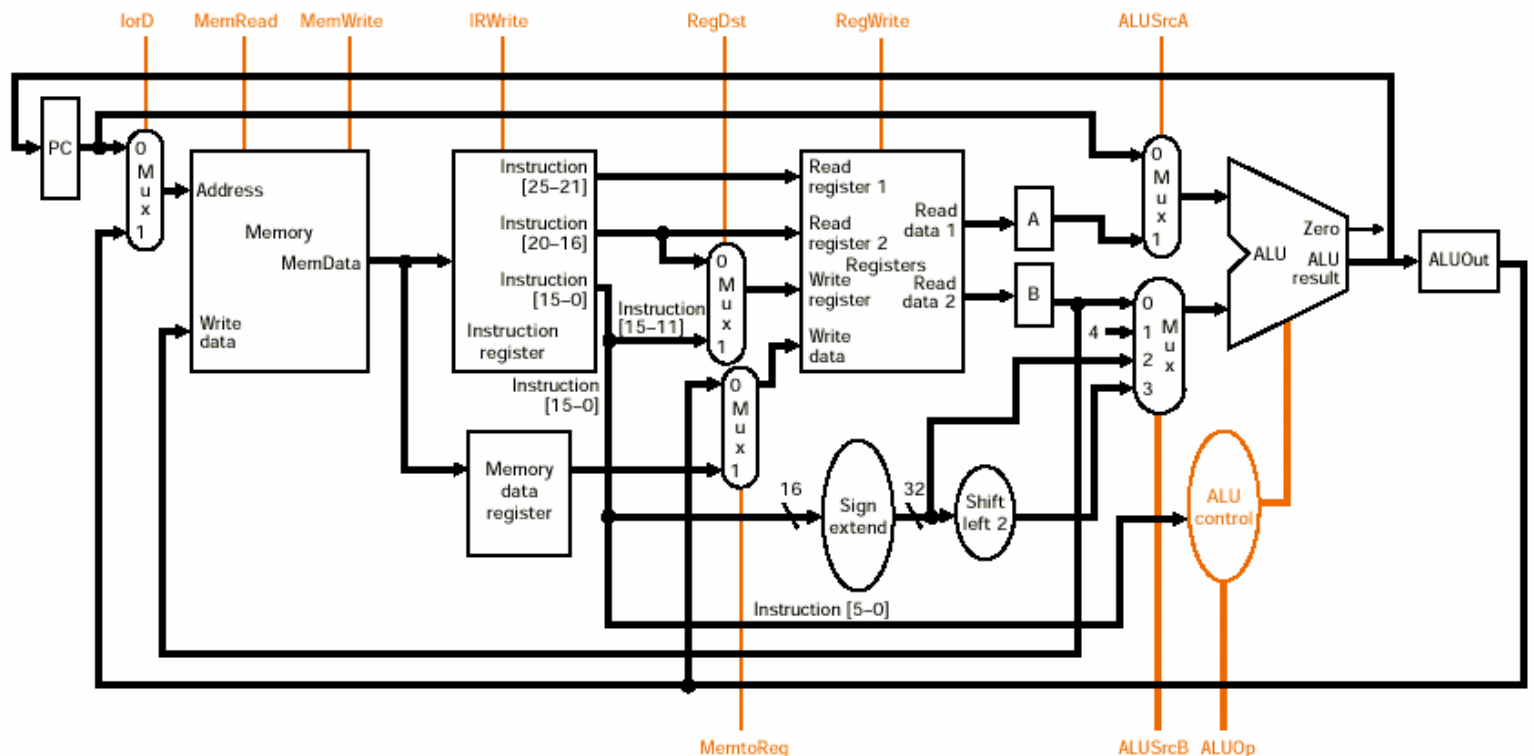 IorD
MemRead
MemWrite
IRWrite
RegDst
RegWrite
ALUSrcA
PC
0
M
u
x
1
Address
Memory
MemData
Write
data
Instruction
[25–21]
Instruction
[20–16]
Instruction
[15–0]
Instruction
register
Instruction
[15–0]
Instruction
[15–11]
0
M
u
x
1
0
M
u
x
1
Memory
data
register
Read
register 1
Read
register 2
Registers
Write
register
Write
data
Read
data 1
Read
data 2
A
B
4
0
M
u
x
1
0
1
2
3
M
u
x
ALU
Zero
ALU
result
ALUOut
16
Sign
extend
32
Shift
left 2
ALU
control
Instruction [5–0]
MemtoReg
ALUSrcB
ALUOp